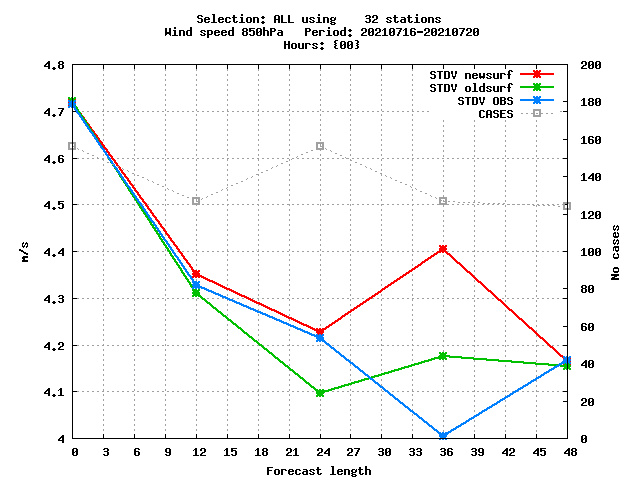 Selection: ALL using    32 stations
Wind speed 850hPa   Period: 20210716-20210720
Hours: {00}
STDV newsurf
STDV oldsurf
STDV OBS
CASES
4.8
4.7
4.6
4.5
4.4
4.3
4.2
4.1
4
m/s
200
180
160
140
120
100
80
60
40
20
0
No cases
0 3 6 9 12 15 18 21 24 27 30 33 36 39 42 45 48
Forecast length